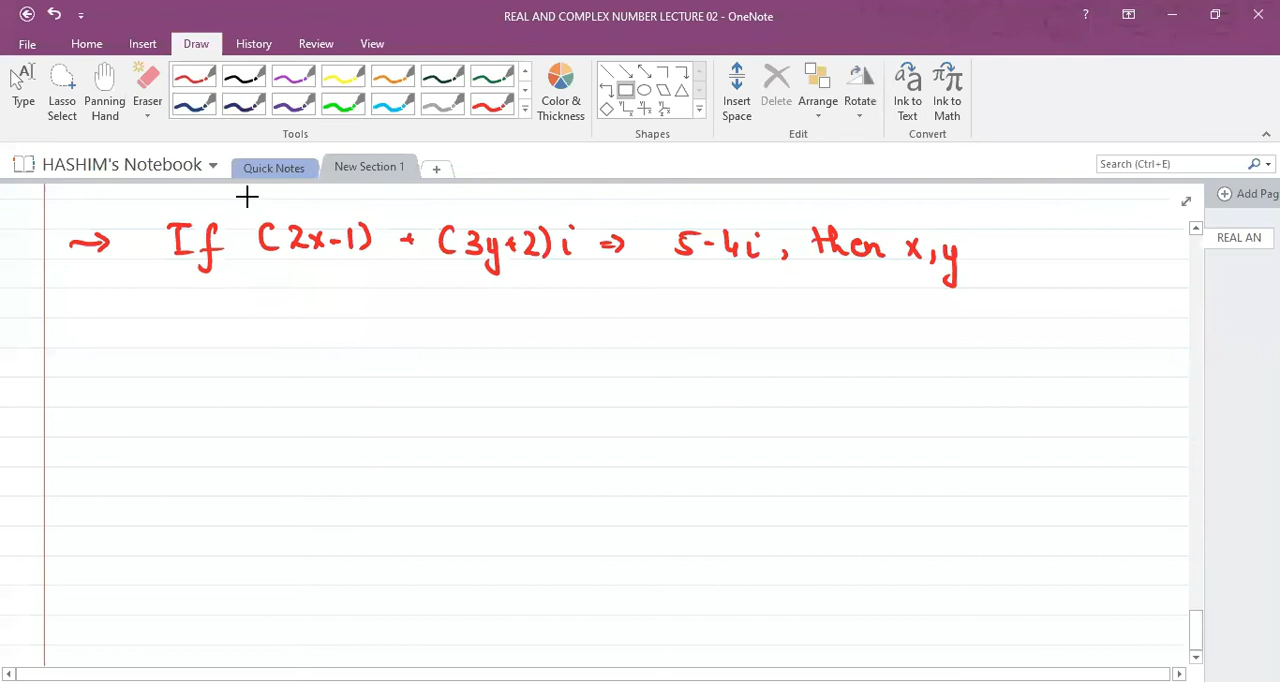 REAL AND COMPLEX NUMBER LECTURE 02 - OneNote
?
File Home Insert Draw History Review View
Type
Lasso Select
Panning Hand
Eraser
Color & Thickness
Insert Space
Delete
Arrange
Rotate
Ink to Text
Ink to Math
Tools
Shapes
Edit
Convert
HASHIM's Notebook
Quick Notes
New Section 1
Search (Ctrl+E)
Add Pag
REAL AN
→ If (2x-1) + (3y+2)i ⇒ 5-4i, then x, y